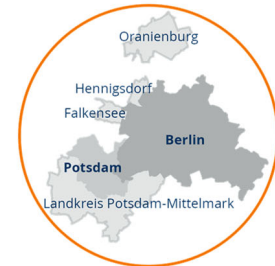 Oranienburg
Hennigsdorf
Falkensee
Berlin
Potsdam
Landkreis Potsdam-Mittelmark